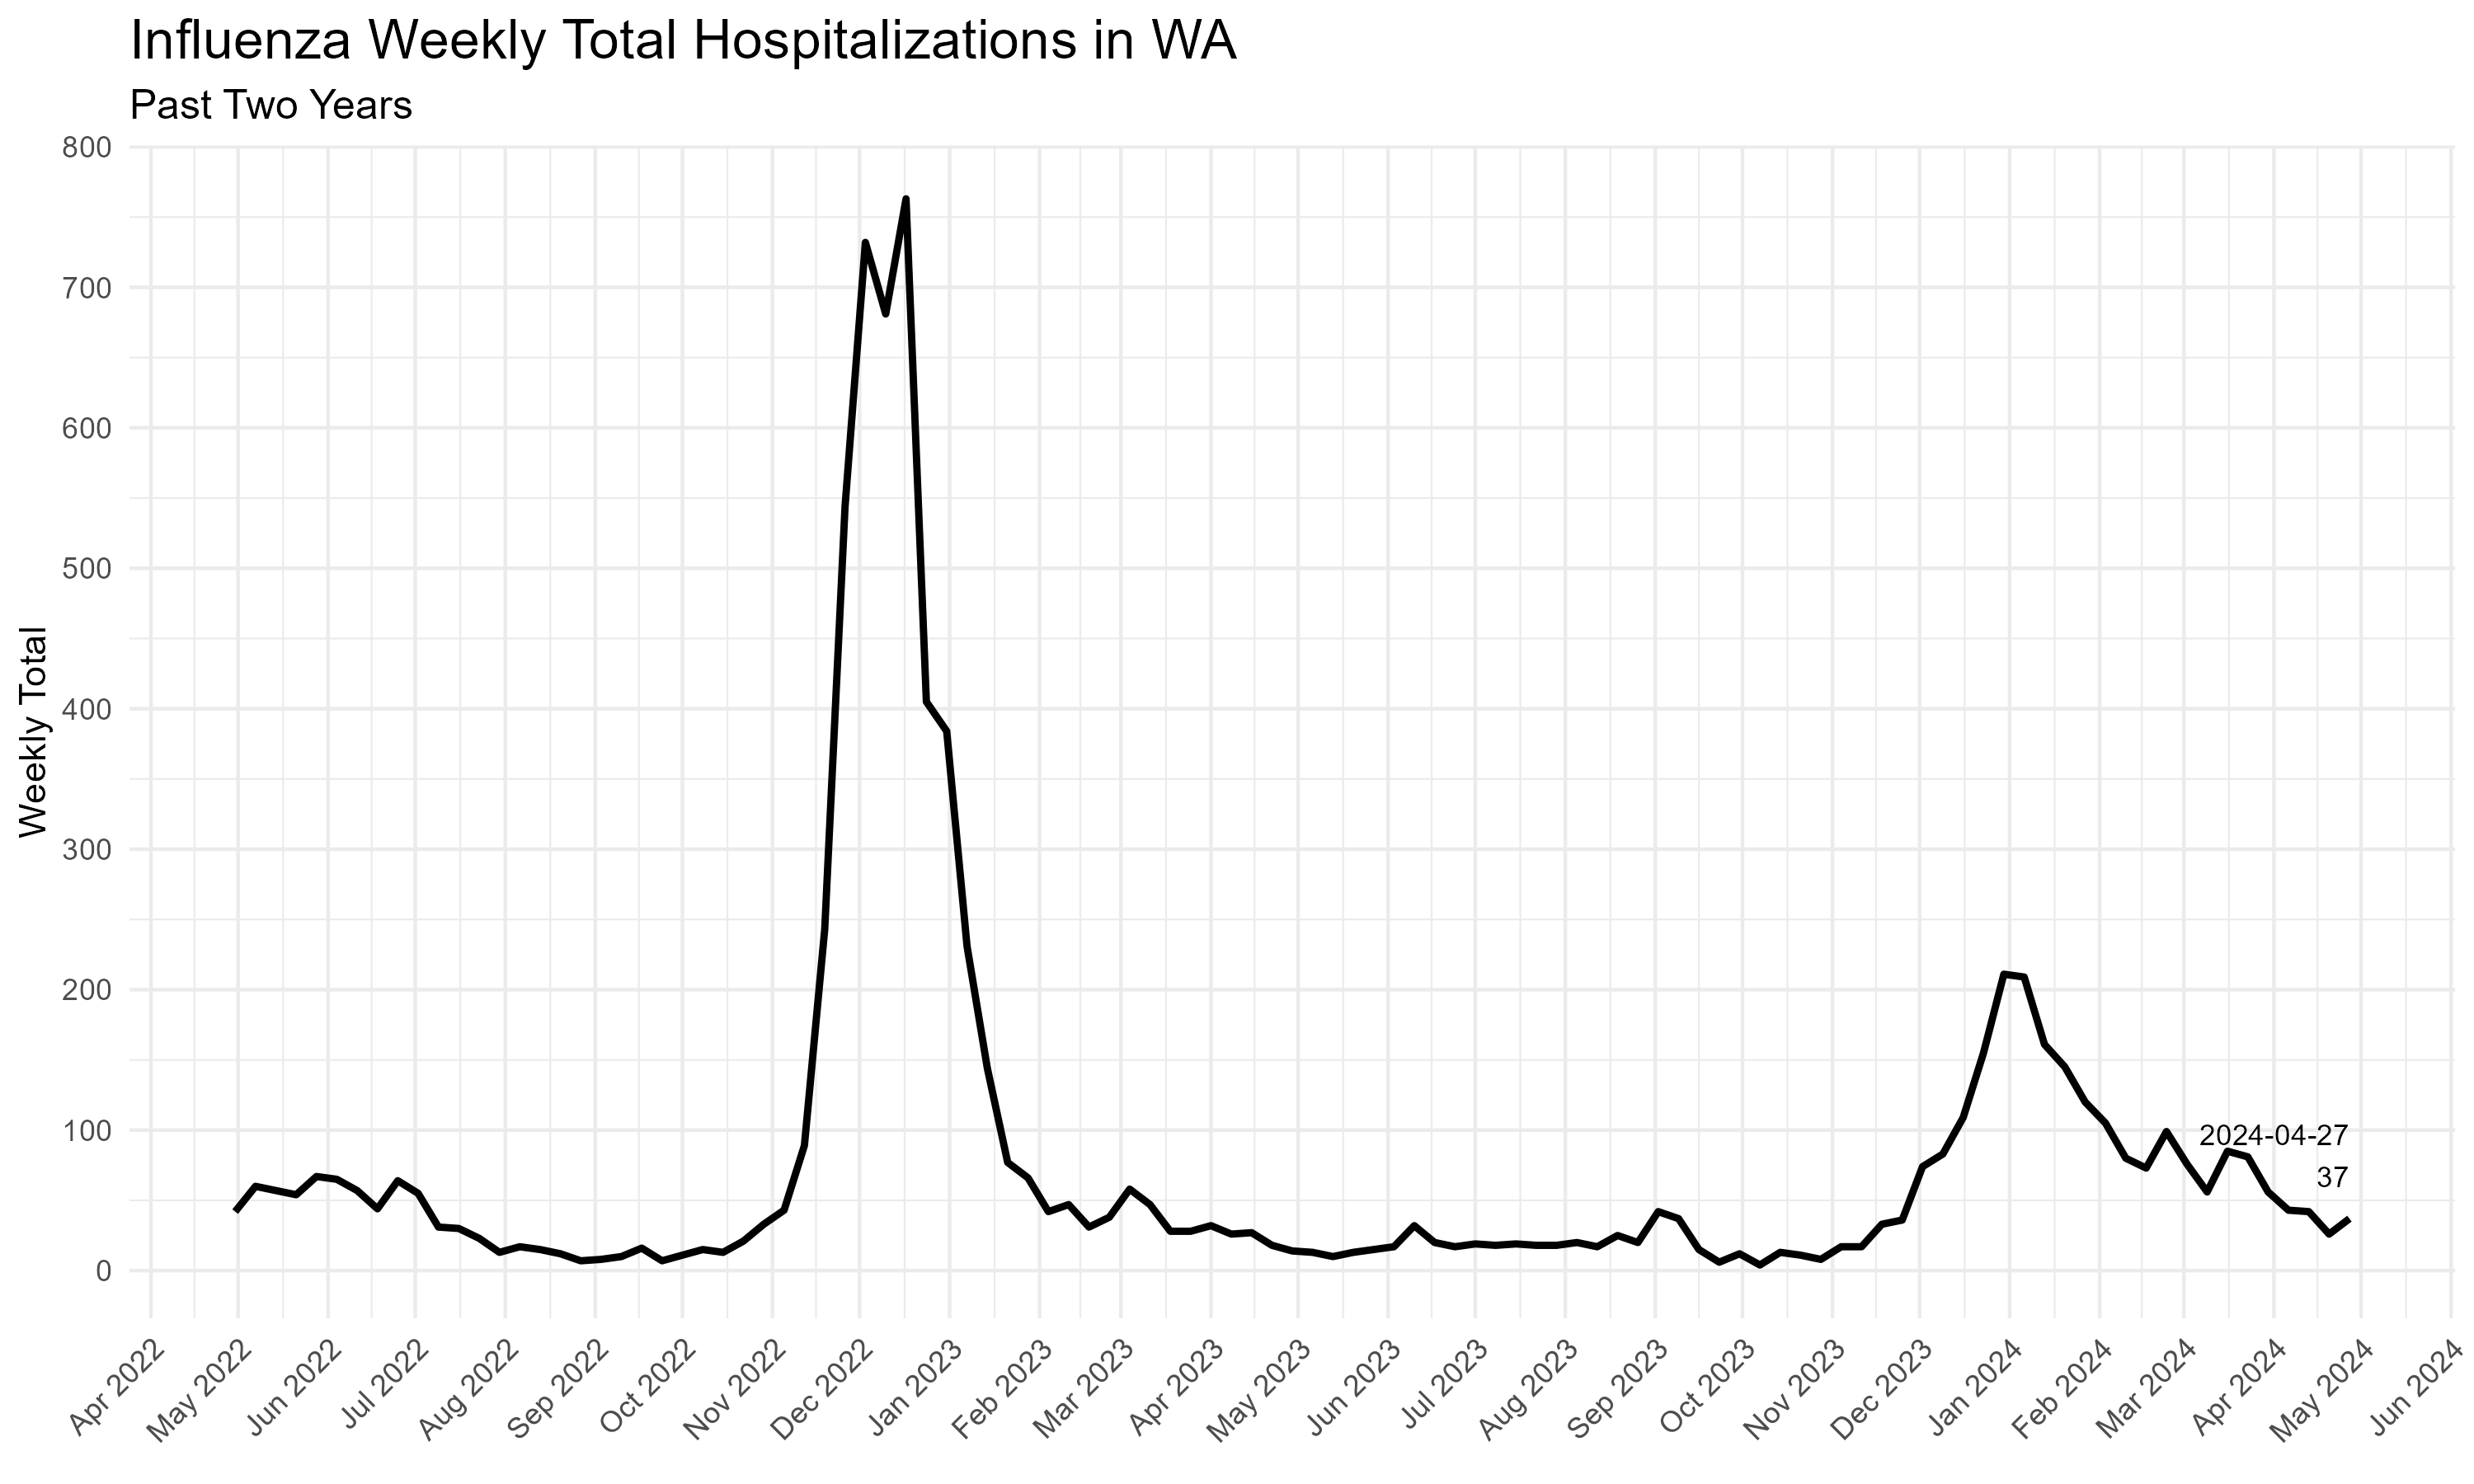 Influenza Weekly Total Hospitalizations in WA
Past Two Years
Weekly Total
800
700
600
500
400
300
200
100
0
2024-04-27
37
Apr 2022
May 2022
Jun 2022
Jul 2022
Aug 2022
Sep 2022
Oct 2022
Nov 2022
Dec 2022
Jan 2023
Feb 2023
Mar 2023
Apr 2023
May 2023
Jun 2023
Jul 2023
Aug 2023
Sep 2023
Oct 2023
Nov 2023
Dec 2023
Jan 2024
Feb 2024
Mar 2024
Apr 2024
May 2024
Jun 2024